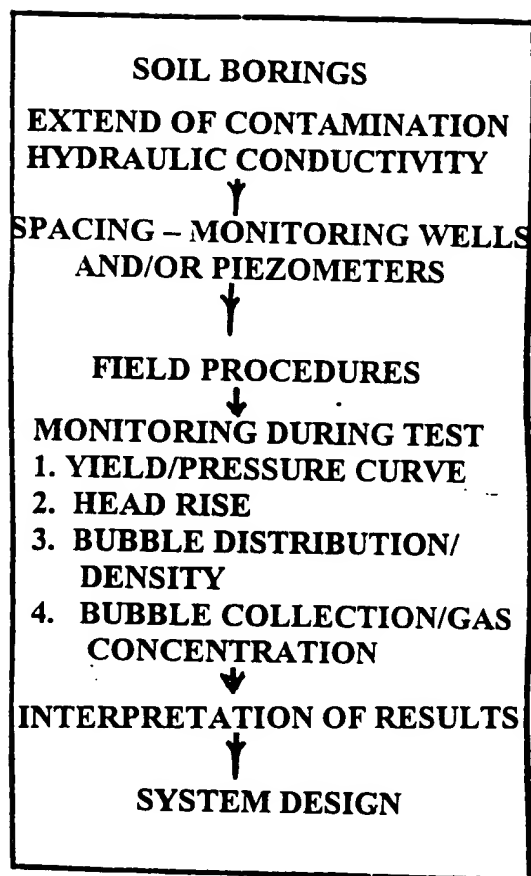 SOIL BORINGS
EXTEND OF CONTAMINATION
HYDRAULIC CONDUCTIVITY
SPACING – MONITORING WELLS
AND/OR PIEZOMETERS
FIELD PROCEDURES
MONITORING DURING TEST
1. YIELD/PRESSURE CURVE
2. HEAD RISE
3. BUBBLE DISTRIBUTION/
DENSITY
4. BUBBLE COLLECTION/GAS
CONCENTRATION
INTERPRETATION OF RESULTS
SYSTEM DESIGN